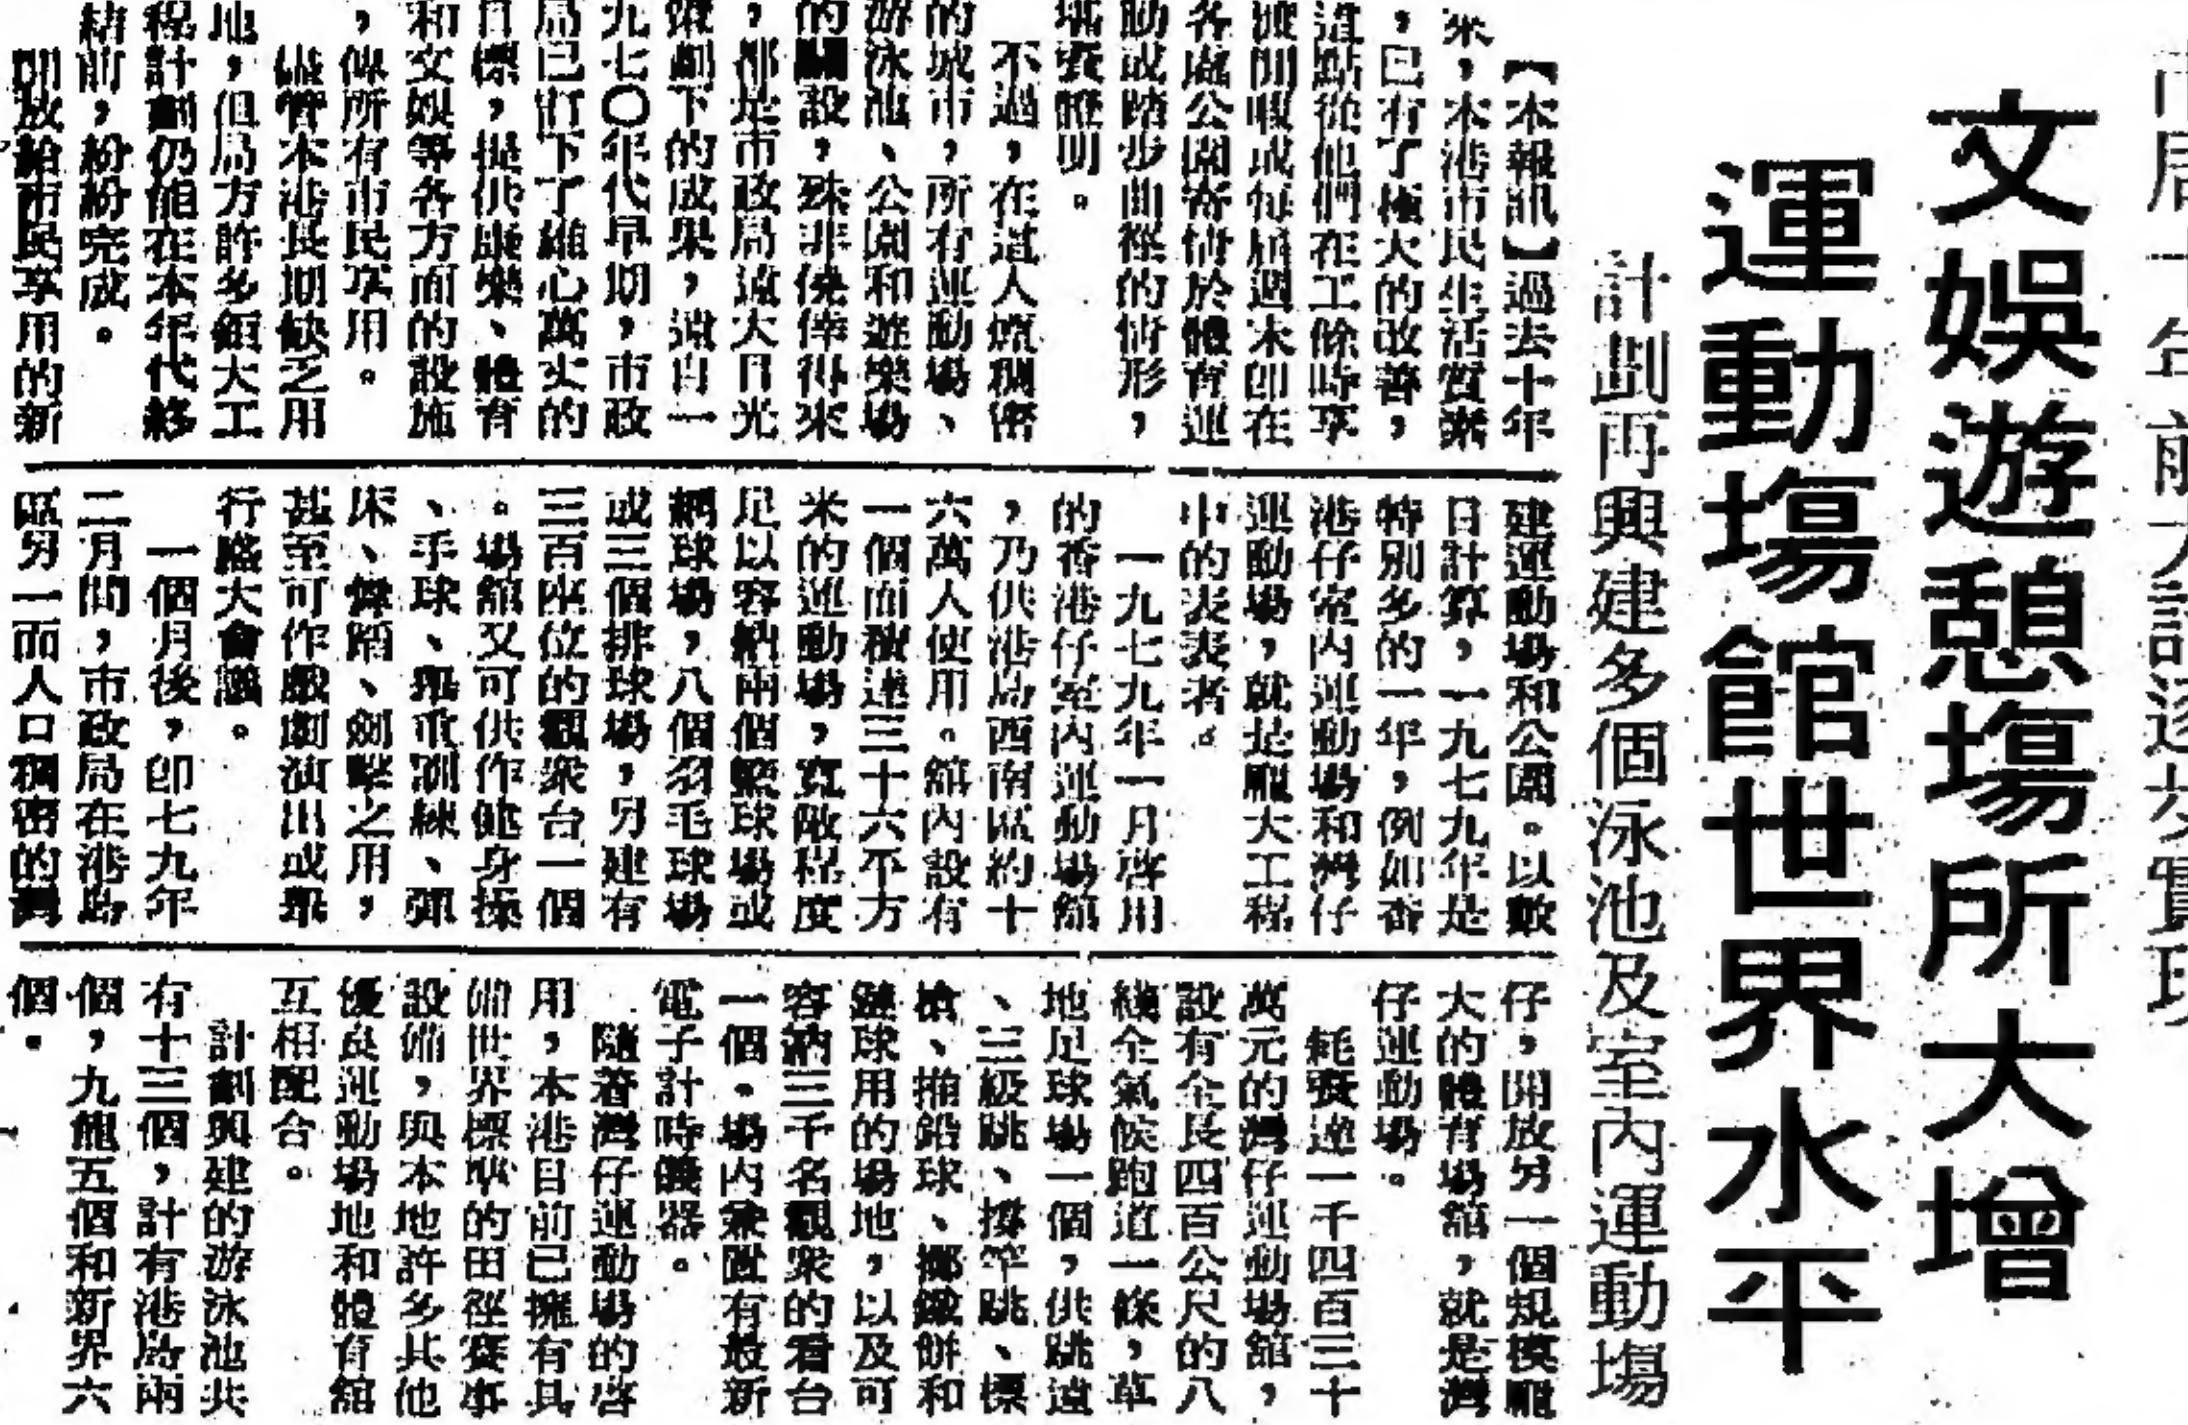 文娛遊憩場所大增
運動場館世界水平
計劃再興建多個泳池及室內運動場
【本報訊】過去十年
來，本港市民生活質素
，已有了極大的改善，
這點從他們在工餘時享
渡閒暇或每屆週末即在
各處公園寄情於體育運
動或踏步曲徑的情形，
堪資證明。
不過，在這人煙稠密
的城市，所有運動場、
游泳池、公園和遊樂場
的闢設，殊非僥倖得來
，都是市政局遠大目光
策劃下的成果，遠自一
九七〇年代早期，市政
局已訂下了雄心萬丈的
目標，提供康樂、體育
和文娛等各方面的設施
，俾所有市民享用。
儘管本港長期缺乏用
地，但局方許多鉅大工
程計劃仍能在本年代終
結前，紛紛完成。
開放給市民享用的新
建運動場和公園。以數
日計算，一九七九年是
特別多的一年，例如香
港仔室內運動場和灣仔
運動場，就是龐大工程
中的表表者。
一九七九年一月啓用
的香港仔室內運動場館
，乃供港島西南區約十
六萬人使用。館內設有
一個面積達三十六平方
米的運動場，寬敞程度
足以容納兩個籃球場或
網球場，八個羽毛球場
或三個排球場，另建有
三百座位的觀衆台一個
。場館又可供作健身操
、手球、舉重訓練、彈
床、舞蹈、劍擊之用，
甚至可作戲劇演出或舉
行盛大會議。
一個月後，即七九年
二月間，市政局在港島
區另一面人口稠密的灣
仔，開放另一個規模龐
大的體育場館，就是灣
仔運動場。
耗資達一千四百三十
萬元的灣仔運動場館，
設有全長四百公尺的八
綫全氣候跑道一條，草
地足球場一個，供跳遠
、三級跳、撐竿跳、標
槍、推鉛球、擲鐵餅和
鏈球用的場地，以及可
容納三千名觀衆的看台
一個。場內兼置有最新
電子計時儀器。
隨着灣仔運動場的啓
用，本港目前已擁有具
備世界標準的田徑賽事
設備，與本地許多其他
優良運動場地和體育館
互相配合。
計劃興建的游泳池共
有十三個，計有港島兩
個，九龍五個和新界六
個。